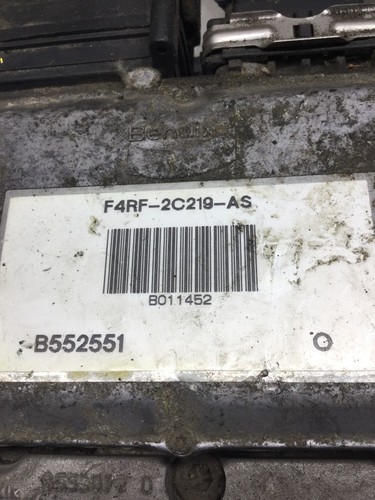 Bendix
F4RF-2C219-AS
B011452
B552551
O